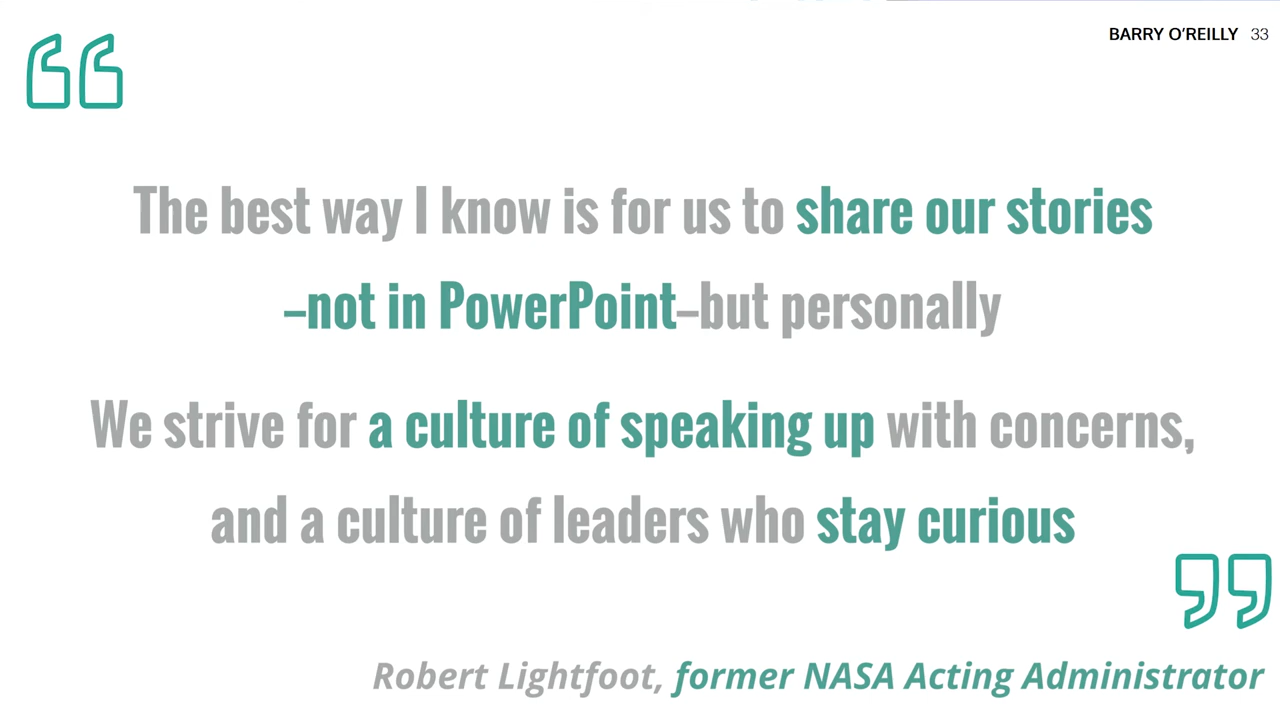 BARRY O'REILLY 33
“
The best way I know is for us to share our stories
–not in PowerPoint–but personally
We strive for a culture of speaking up with concerns,
and a culture of leaders who stay curious
”
Robert Lightfoot, former NASA Acting Administrator